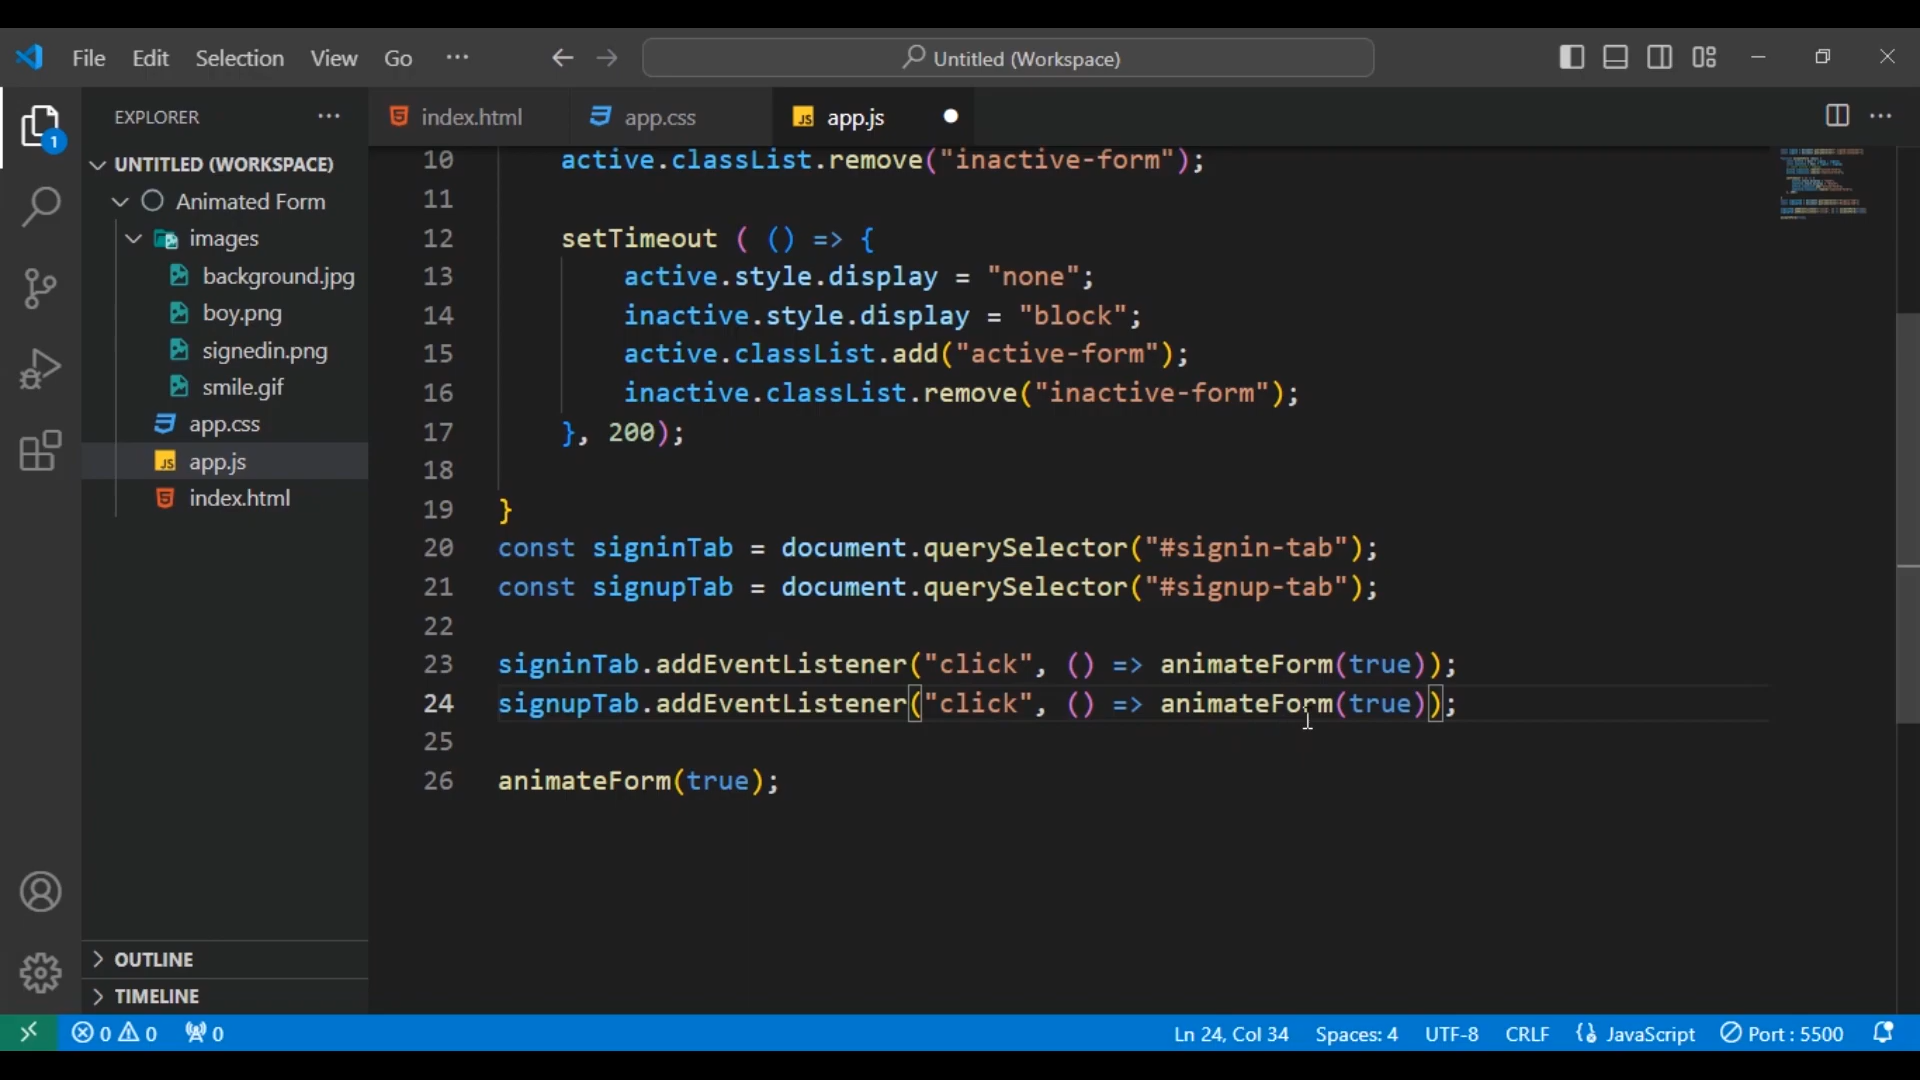 File Edit Selection View Go ··· Untitled (Workspace)
EXPLORER ···
index.html app.css JS app.js
1
UNTITLED (WORKSPACE)
Animated Form
images
background.jpg
boy.png
signedin.png
smile.gif
app.css
JS app.js
index.html
OUTLINE
TIMELINE
10 active.classList.remove("inactive-form");
11
12 setTimeout ( () => {
13 active.style.display = "none";
14 inactive.style.display = "block";
15 active.classList.add("active-form");
16 inactive.classList.remove("inactive-form");
17 }, 200);
18
19 }
20 const signinTab = document.querySelector("#signin-tab");
21 const signupTab = document.querySelector("#signup-tab");
22
23 signinTab.addEventListener("click", () => animateForm(true));
24 signupTab.addEventListener("click", () => animateForm(true));
25
26 animateForm(true);
0 0 0 Ln 24, Col 34 Spaces: 4 UTF-8 CRLF JavaScript Port : 5500